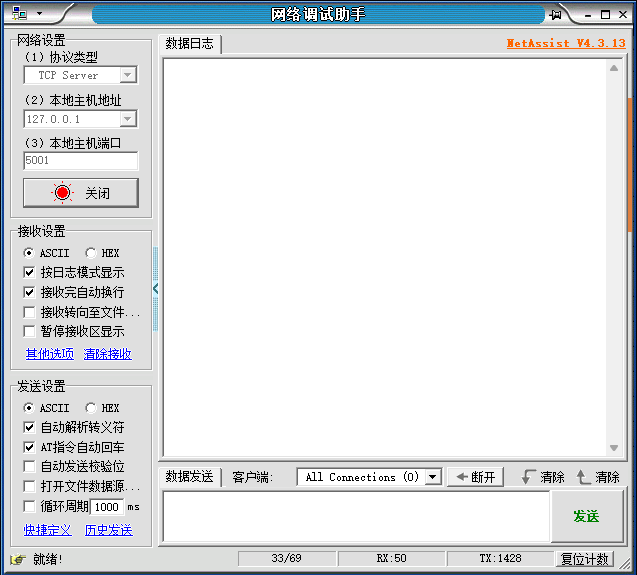 网络调试助手
网络设置
（1）协议类型
TCP Server
（2）本地主机地址
127.0.0.1
（3）本地主机端口
5001
关闭
接收设置
ASCII HEX
按日志模式显示
接收完自动换行
接收转向至文件...
暂停接收区显示
其他选项 清除接收
发送设置
ASCII HEX
自动解析转义符
AT指令自动回车
自动发送校验位
打开文件数据源...
循环周期 1000 ms
快捷定义 历史发送
数据日志 NetAssist V4.3.13
数据发送 客户端: All Connections (0) 断开 清除 清除
发送
就绪! 33/69 RX:50 TX:1428 复位计数